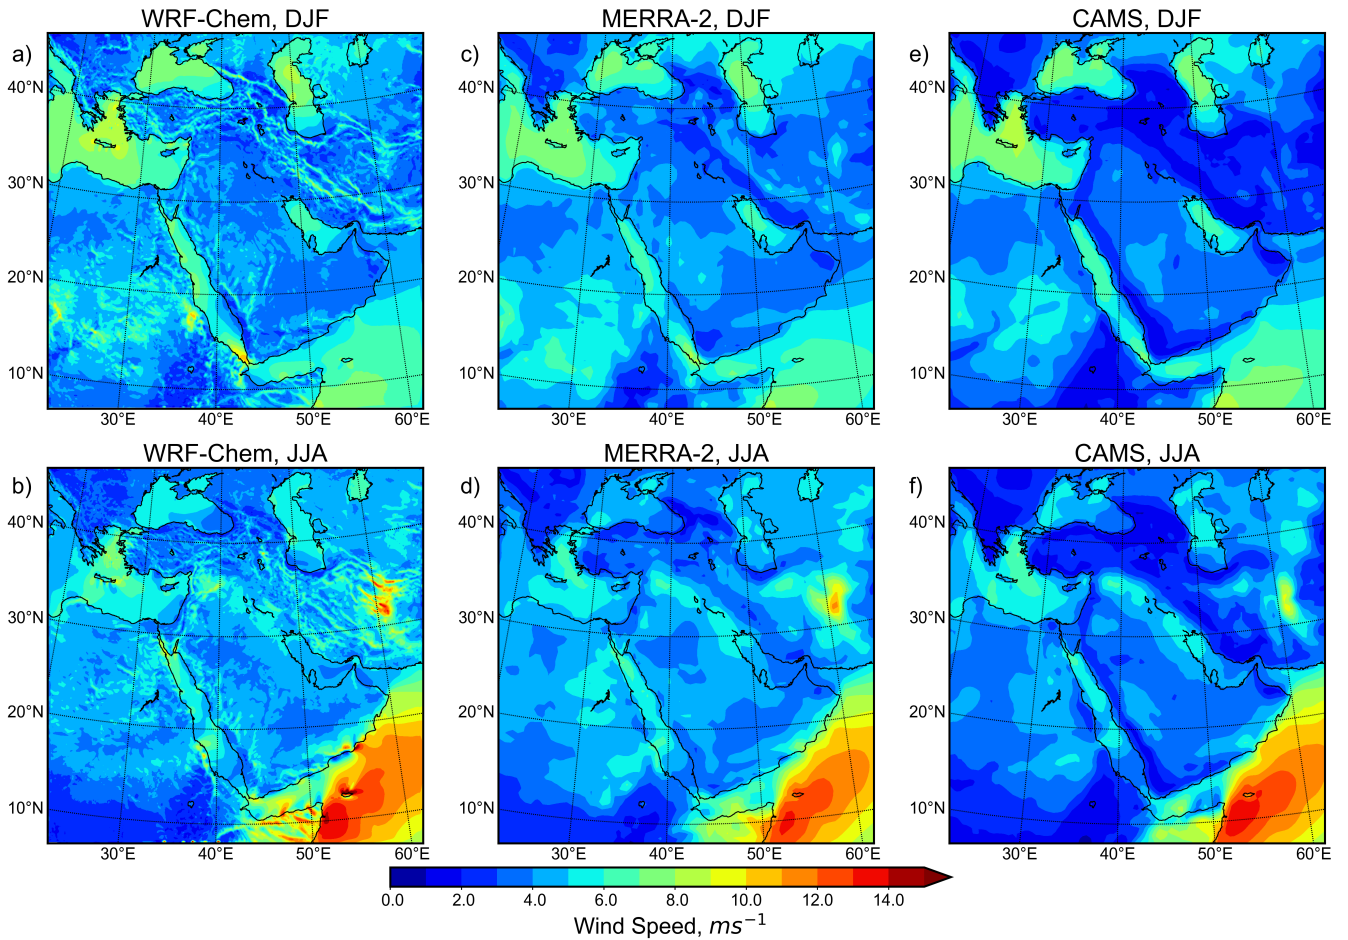 WRF-Chem, DJF
MERRA-2, DJF
CAMS, DJF
a)
c)
e)
40°N
40°N
40°N
30°N
30°N
30°N
20°N
20°N
20°N
10°N
10°N
10°N
30°E 40°E 50°E 60°E
30°E 40°E 50°E 60°E
30°E 40°E 50°E 60°E
WRF-Chem, JJA
MERRA-2, JJA
CAMS, JJA
b)
d)
f)
40°N
40°N
40°N
30°N
30°N
30°N
20°N
20°N
20°N
10°N
10°N
10°N
30°E 40°E 50°E 60°E
30°E 40°E 50°E 60°E
30°E 40°E 50°E 60°E
0.0 2.0 4.0 6.0 8.0 10.0 12.0 14.0
Wind Speed, ms⁻¹